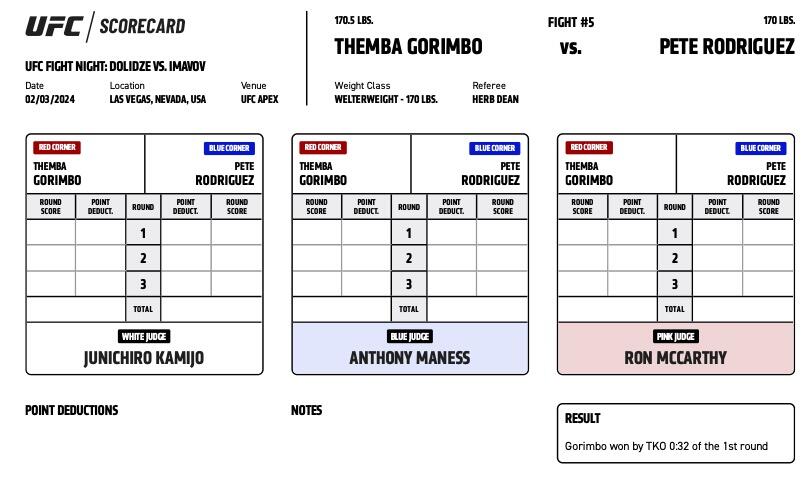 UFC / SCORECARD
UFC FIGHT NIGHT: DOLIDZE VS. IMAVOV
Date Location Venue
02/03/2024 LAS VEGAS, NEVADA, USA UFC APEX
170.5 LBS. FIGHT #5 170 LBS.
THEMBA GORIMBO VS. PETE RODRIGUEZ
Weight Class Referee
WELTERWEIGHT - 170 LBS. HERB DEAN
RED CORNER BLUE CORNER
THEMBA PETE
GORIMBO RODRIGUEZ
ROUND SCORE POINT DEDUCT. ROUND POINT DEDUCT. ROUND SCORE
1
2
3
TOTAL
WHITE JUDGE
JUNICHIRO KAMIJO
RED CORNER BLUE CORNER
THEMBA PETE
GORIMBO RODRIGUEZ
ROUND SCORE POINT DEDUCT. ROUND POINT DEDUCT. ROUND SCORE
1
2
3
TOTAL
BLUE JUDGE
ANTHONY MANESS
RED CORNER BLUE CORNER
THEMBA PETE
GORIMBO RODRIGUEZ
ROUND SCORE POINT DEDUCT. ROUND POINT DEDUCT. ROUND SCORE
1
2
3
TOTAL
PINK JUDGE
RON MCCARTHY
POINT DEDUCTIONS
NOTES
RESULT
Gorimbo won by TKO 0:32 of the 1st round